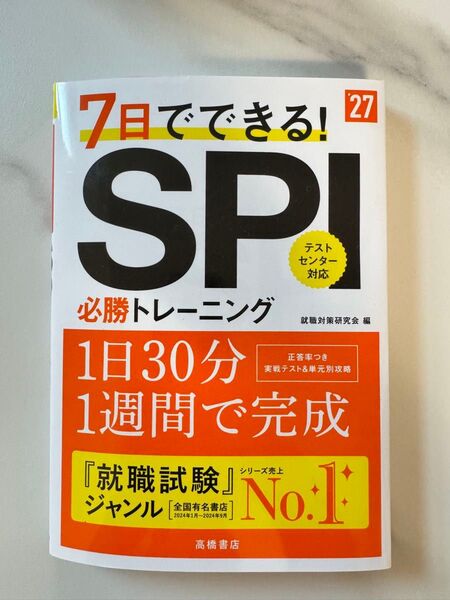 '27
7日でできる!
SPI
テスト
センター
対応
必勝トレーニング
就職対策研究会 編
1日30分
1週間で完成
正答率つき
実戦テスト&単元別攻略
『就職試験』
ジャンル
全国有名書店
2024年1月~2024年9月
シリーズ売上
No.1
高橋書店